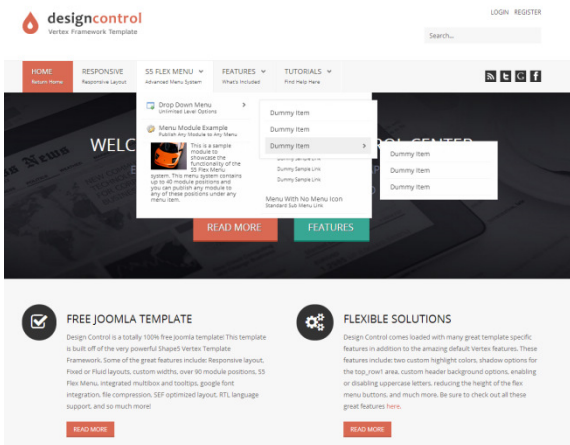 designcontrol
Vertex Framework Template
LOGIN REGISTER
Search...
HOME
Return Home
RESPONSIVE
Responsive Layout
S5 FLEX MENU
Advanced Menu System
FEATURES
What's Included
TUTORIALS
Find Help Here
Drop Down Menu
Unlimited Level Options
Menu Module Example
Publish Any Module to Any Menu
This is a sample
module to
showcase the
functionality of the
S5 Flex Menu
system. This menu system contains
up to 40 module positions and
you can publish any module to
any of these positions under any
menu item.
Dummy Item
Dummy Item
Dummy Item
Dummy Sample Link
Dummy Sample Link
Dummy Sample Link
Menu With No Menu Icon
Standard Sub Menu Link
Dummy Item
Dummy Item
Dummy Item
WELC
ROL CENTER
News
READ MORE
FEATURES
FREE JOOMLA TEMPLATE
Design Control is a totally 100% free Joomla template! This template
is built off of the very powerful Shape5 Vertex Template
Framework. Some of the great features include: Responsive layout,
Fixed or Fluid layouts, custom widths, over 90 module positions, S5
Flex Menu, integrated multibox and tooltips, google font
integration, file compression, SEF optimized layout, RTL language
support, and so much more!
READ MORE
FLEXIBLE SOLUTIONS
Design Control comes loaded with many great template specific
features in addition to the amazing default Vertex features. These
features include: two custom highlight colors, shadow options for
the top_row1 area, custom header background options, enabling
or disabling uppercase letters, reducing the height of the flex
menu buttons, and much more. Be sure to check out all these
great features here.
READ MORE